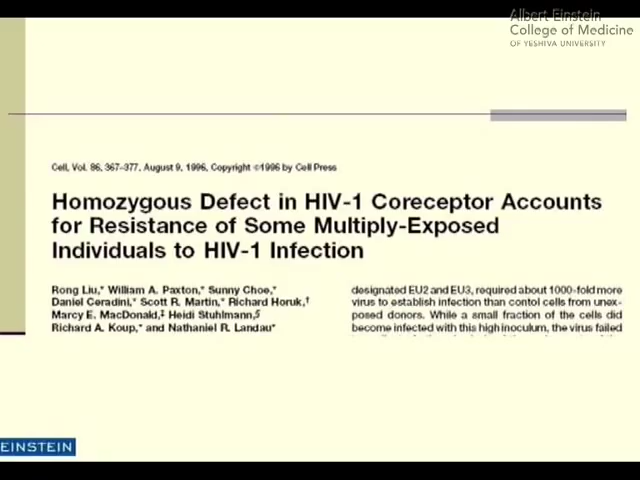 Albert Einstein
College of Medicine
OF YESHIVA UNIVERSITY
Cell, Vol. 86, 367–377, August 9, 1996, Copyright ©1996 by Cell Press
Homozygous Defect in HIV-1 Coreceptor Accounts
for Resistance of Some Multiply-Exposed
Individuals to HIV-1 Infection
Rong Liu,* William A. Paxton,* Sunny Choe,*
Daniel Ceradini,* Scott R. Martin,* Richard Horuk,†
Marcy E. MacDonald,‡ Heidi Stuhlmann,§
Richard A. Koup,* and Nathaniel R. Landau*
designated EU2 and EU3, required about 1000-fold more
virus to establish infection than contol cells from unex-
posed donors. While a small fraction of the cells did
become infected with this high inoculum, the virus failed
EINSTEIN